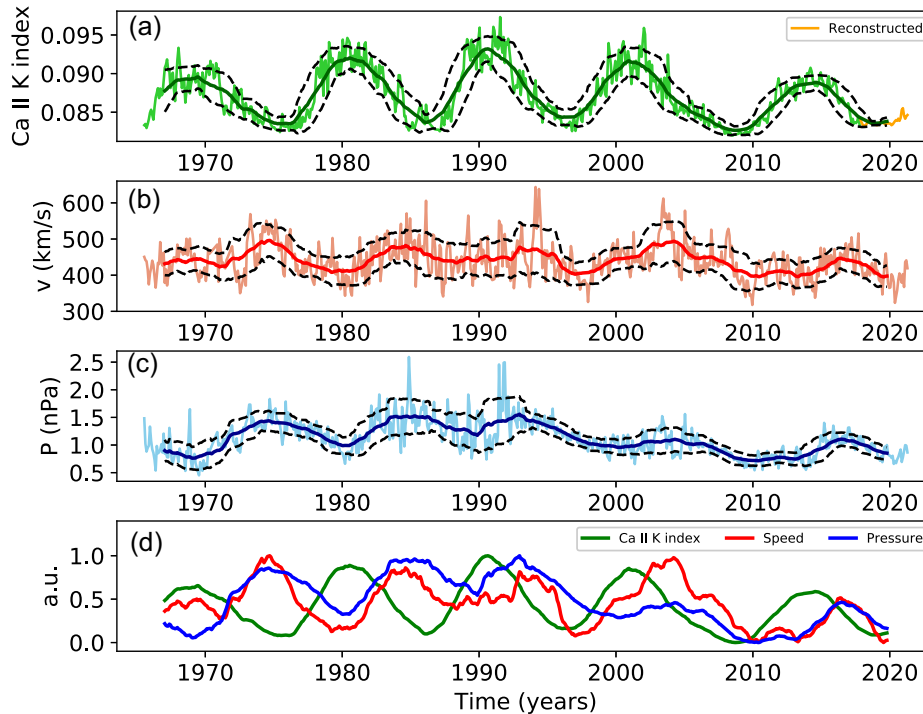 (a)
Ca II K index
0.095
0.090
0.085
Reconstructed
1970 1980 1990 2000 2010 2020
(b)
v (km/s)
600
500
400
300
1970 1980 1990 2000 2010 2020
(c)
P (nPa)
2.5
2.0
1.5
1.0
0.5
1970 1980 1990 2000 2010 2020
(d)
a.u.
1.0
0.5
0.0
Ca II K index Speed Pressure
1970 1980 1990 2000 2010 2020
Time (years)